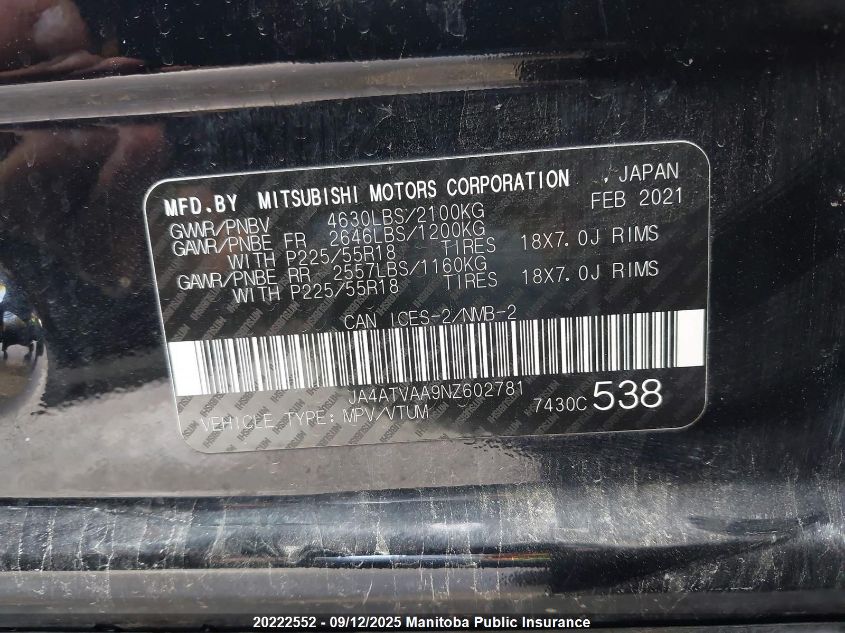 MFD.BY MITSUBISHI MOTORS CORPORATION , JAPAN
GVWR/PNBV 4630LBS/2100KG FEB 2021
GAWR/PNBE FR 2646LBS/1200KG
WITH P225/55R18 TIRES 18X7.0J RIMS
GAWR/PNBE RR 2557LBS/1160KG
WITH P225/55R18 TIRES 18X7.0J RIMS
CAN ICES-2/NMB-2
JA4ATVAA9NZ602781
VEHICLE TYPE: MPV/VTUM 7430C 538
20222552 - 09/12/2025 Manitoba Public Insurance